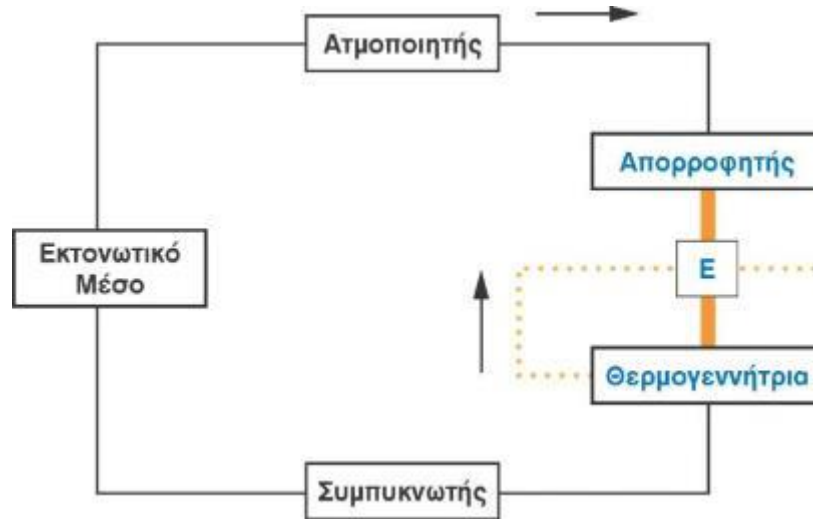 Ατμοποιητής
Απορροφητής
Εκτονωτικό
Μέσο
Ε
Θερμογεννήτρια
Συμπυκνωτής